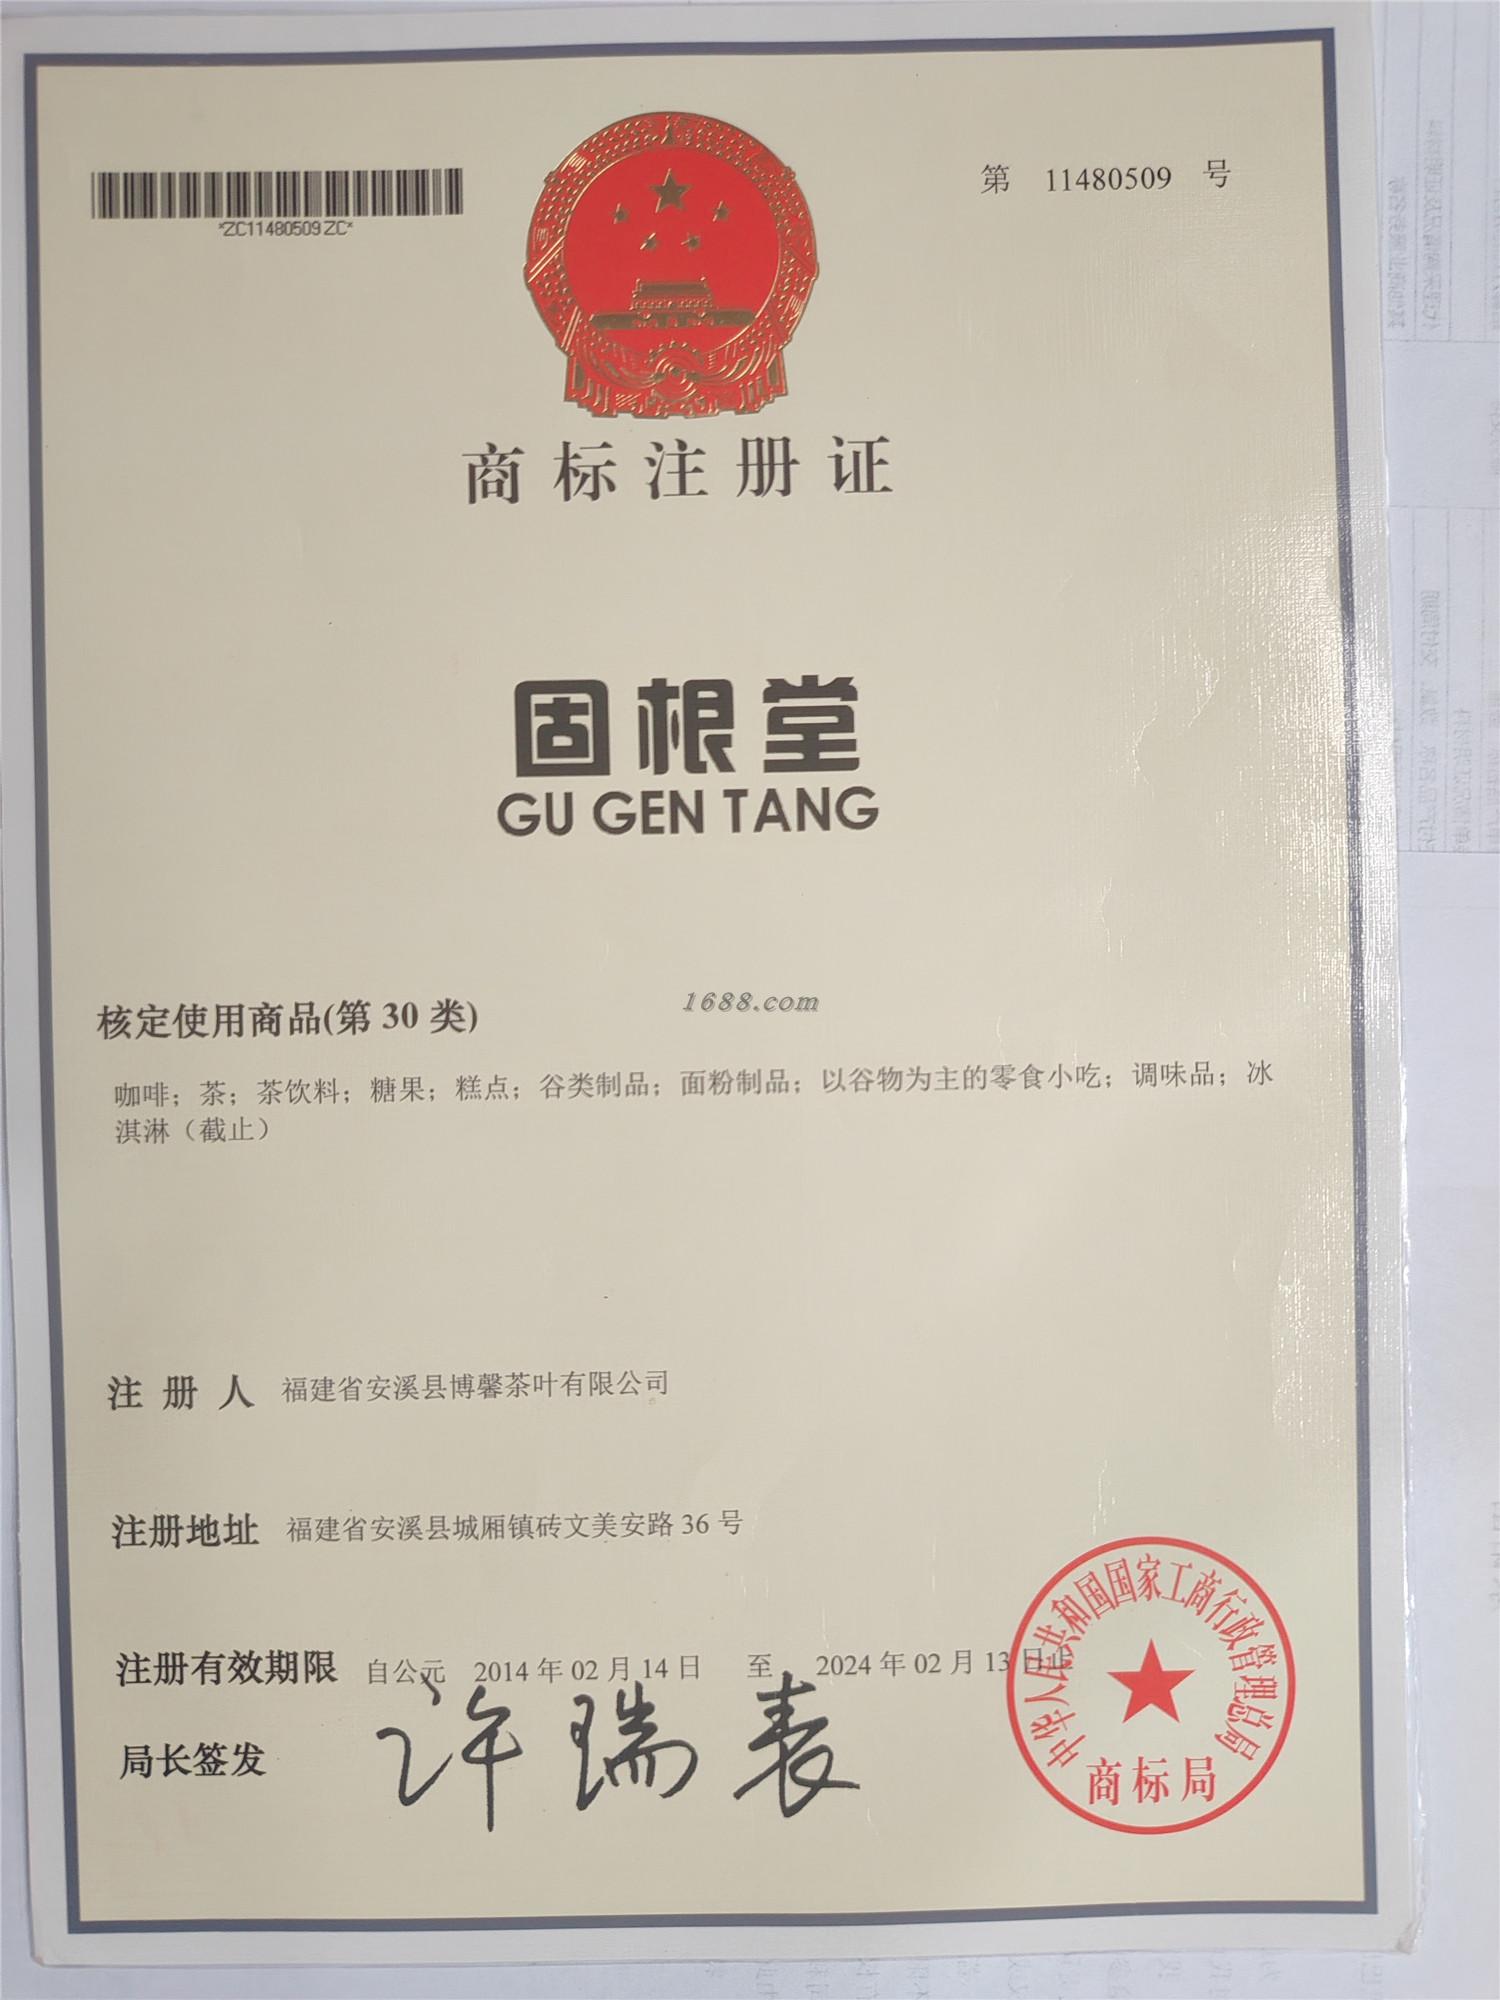 第 11480509 号
*ZC11480509ZC*
商标注册证
固根堂
GU GEN TANG
1688.com
核定使用商品(第 30 类)
咖啡；茶；茶饮料；糖果；糕点；谷类制品；面粉制品；以谷物为主的零食小吃；调味品；冰
淇淋（截止）
注册人 福建省安溪县博馨茶叶有限公司
注册地址 福建省安溪县城厢镇砖文美安路 36 号
注册有效期限 自公元 2014 年 02 月 14 日 至 2024 年 02 月 13 日止
局长签发 许瑞表
中华人民共和国国家工商行政管理总局
商标局